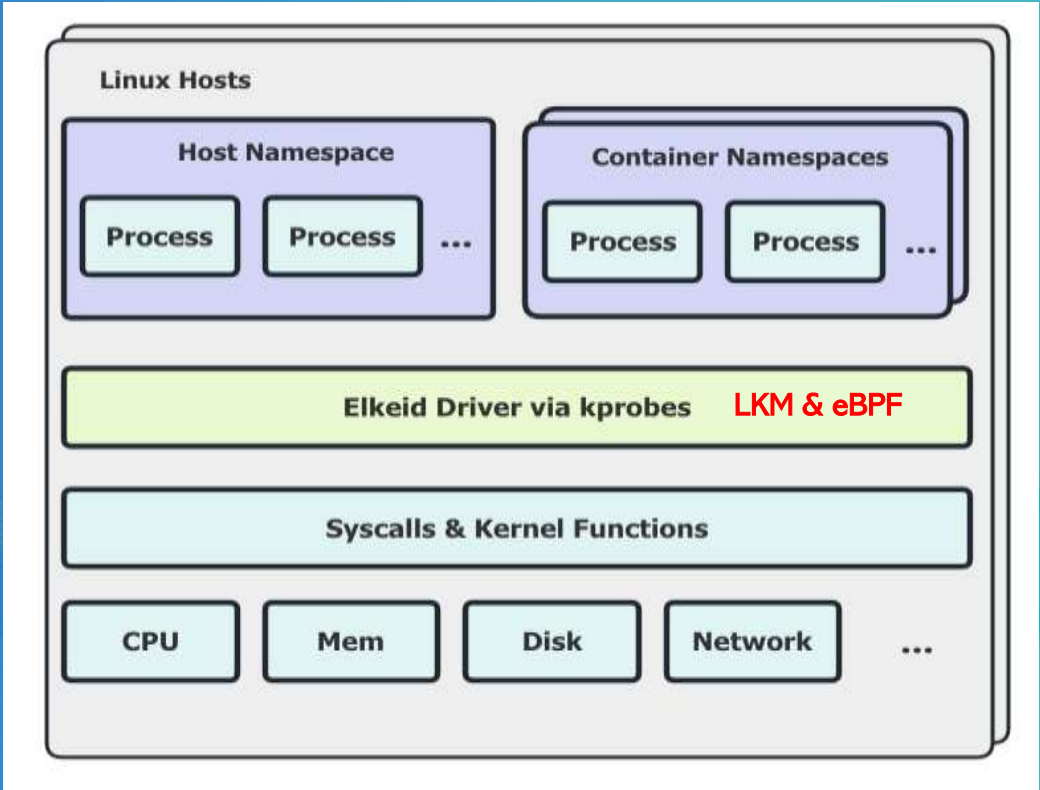 Linux Hosts
Host Namespace
Process
Process
...
Container Namespaces
Process
Process
...
Elkeid Driver via kprobes
LKM & eBPF
Syscalls & Kernel Functions
CPU
Mem
Disk
Network
...